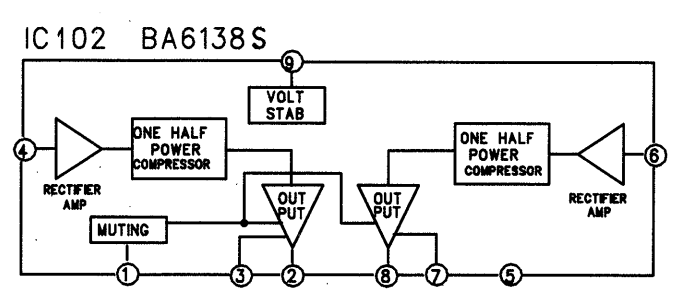 IC102 BA6138S
9
VOLT
STAB
4
ONE HALF
POWER
COMPRESSOR
RECTIFIER
AMP
ONE HALF
POWER
COMPRESSOR
6
RECTIFIER
AMP
OUT
PUT
OUT
PUT
MUTING
1
3
2
8
7
5